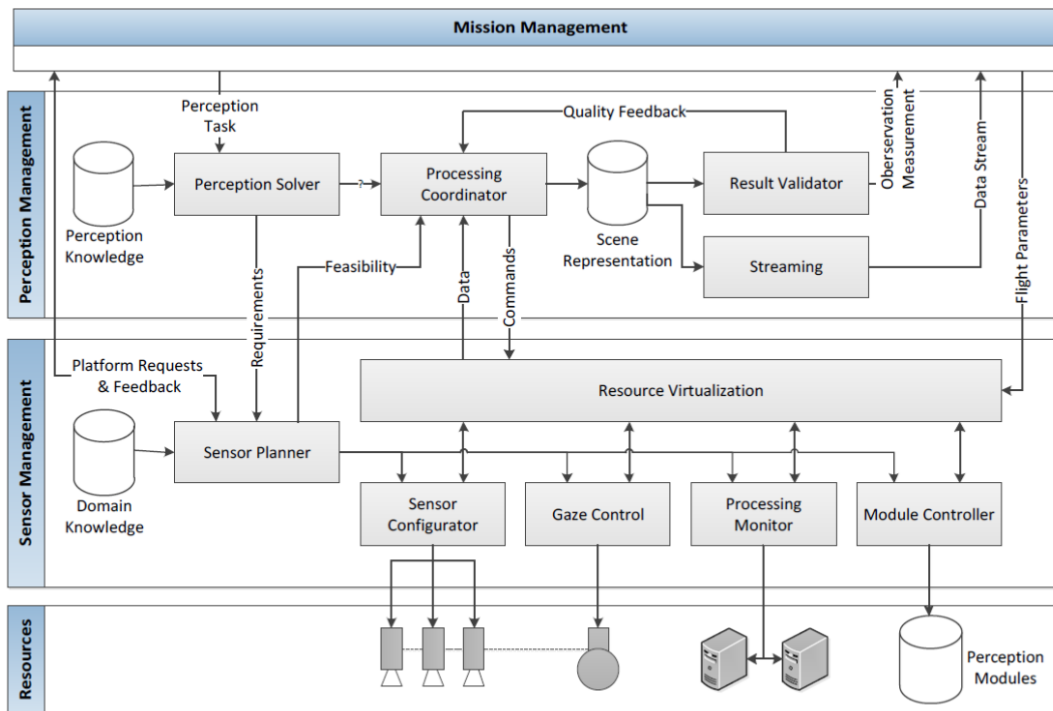 Mission Management
Perception Management
Perception
Task
Quality Feedback
Oberservation
Measurement
Data Stream
Flight Parameters
Perception Solver
?
Processing
Coordinator
Result Validator
Perception
Knowledge
Scene
Representation
Streaming
Feasibility
Requirements
Data
Commands
Sensor Management
Platform Requests
& Feedback
Resource Virtualization
Sensor Planner
Domain
Knowledge
Sensor
Configurator
Gaze Control
Processing
Monitor
Module Controller
Resources
Perception
Modules